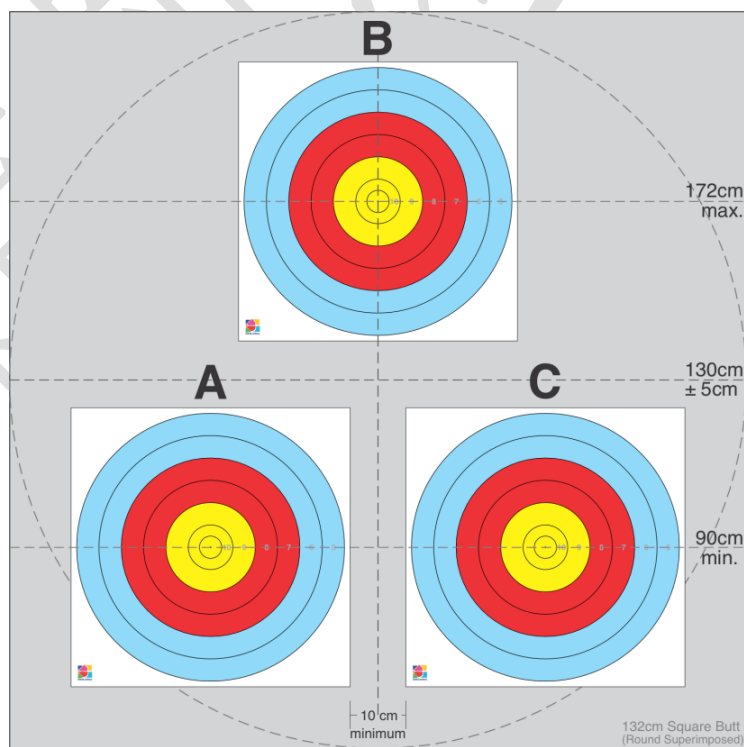 B
172cm
max.
130cm
± 5cm
A
C
90cm
min.
10 cm
minimum
132cm Square Butt
(Round Superimposed)